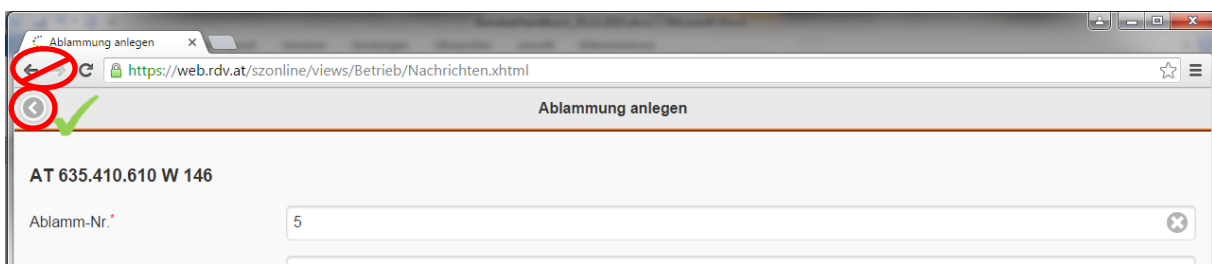 Ablammung anlegen
https://web.rdv.at/szonline/views/Betrieb/Nachrichten.xhtml
Ablammung anlegen
AT 635.410.610 W 146
Ablamm-Nr.* 5